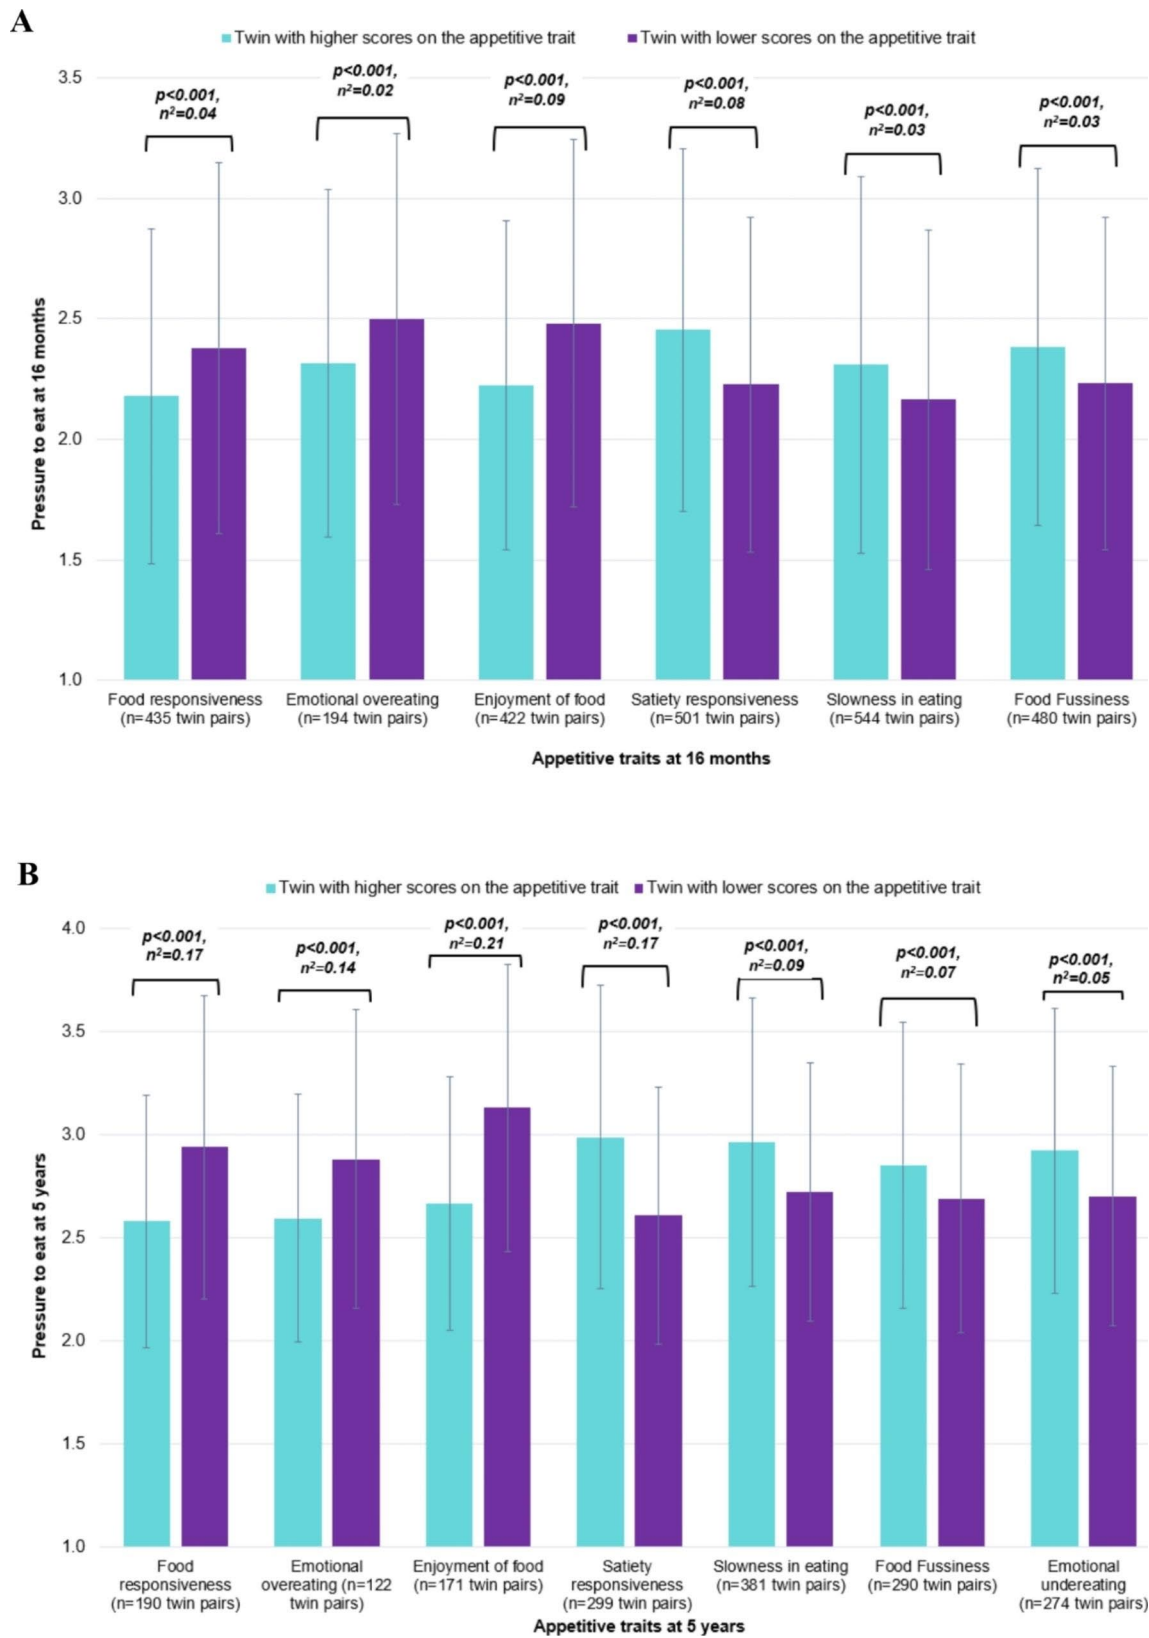 A
Twin with higher scores on the appetitive trait Twin with lower scores on the appetitive trait
3.5
3.0
2.5
2.0
1.5
1.0
Pressure to eat at 16 months
p<0.001,
n²=0.04
p<0.001,
n²=0.02
p<0.001,
n²=0.09
p<0.001,
n²=0.08
p<0.001,
n²=0.03
p<0.001,
n²=0.03
Food responsiveness
(n=435 twin pairs)
Emotional overeating
(n=194 twin pairs)
Enjoyment of food
(n=422 twin pairs)
Satiety responsiveness
(n=501 twin pairs)
Slowness in eating
(n=544 twin pairs)
Food Fussiness
(n=480 twin pairs)
Appetitive traits at 16 months
B
Twin with higher scores on the appetitive trait Twin with lower scores on the appetitive trait
4.0
3.5
3.0
2.5
2.0
1.5
1.0
Pressure to eat at 5 years
p<0.001,
n²=0.17
p<0.001,
n²=0.14
p<0.001,
n²=0.21
p<0.001,
n²=0.17
p<0.001,
n²=0.09
p<0.001,
n²=0.07
p<0.001,
n²=0.05
Food
responsiveness
(n=190 twin pairs)
Emotional
overeating (n=122
twin pairs)
Enjoyment of food
(n=171 twin pairs)
Satiety
responsiveness
(n=299 twin pairs)
Slowness in eating
(n=381 twin pairs)
Food Fussiness
(n=290 twin pairs)
Emotional
undereating
(n=274 twin pairs)
Appetitive traits at 5 years